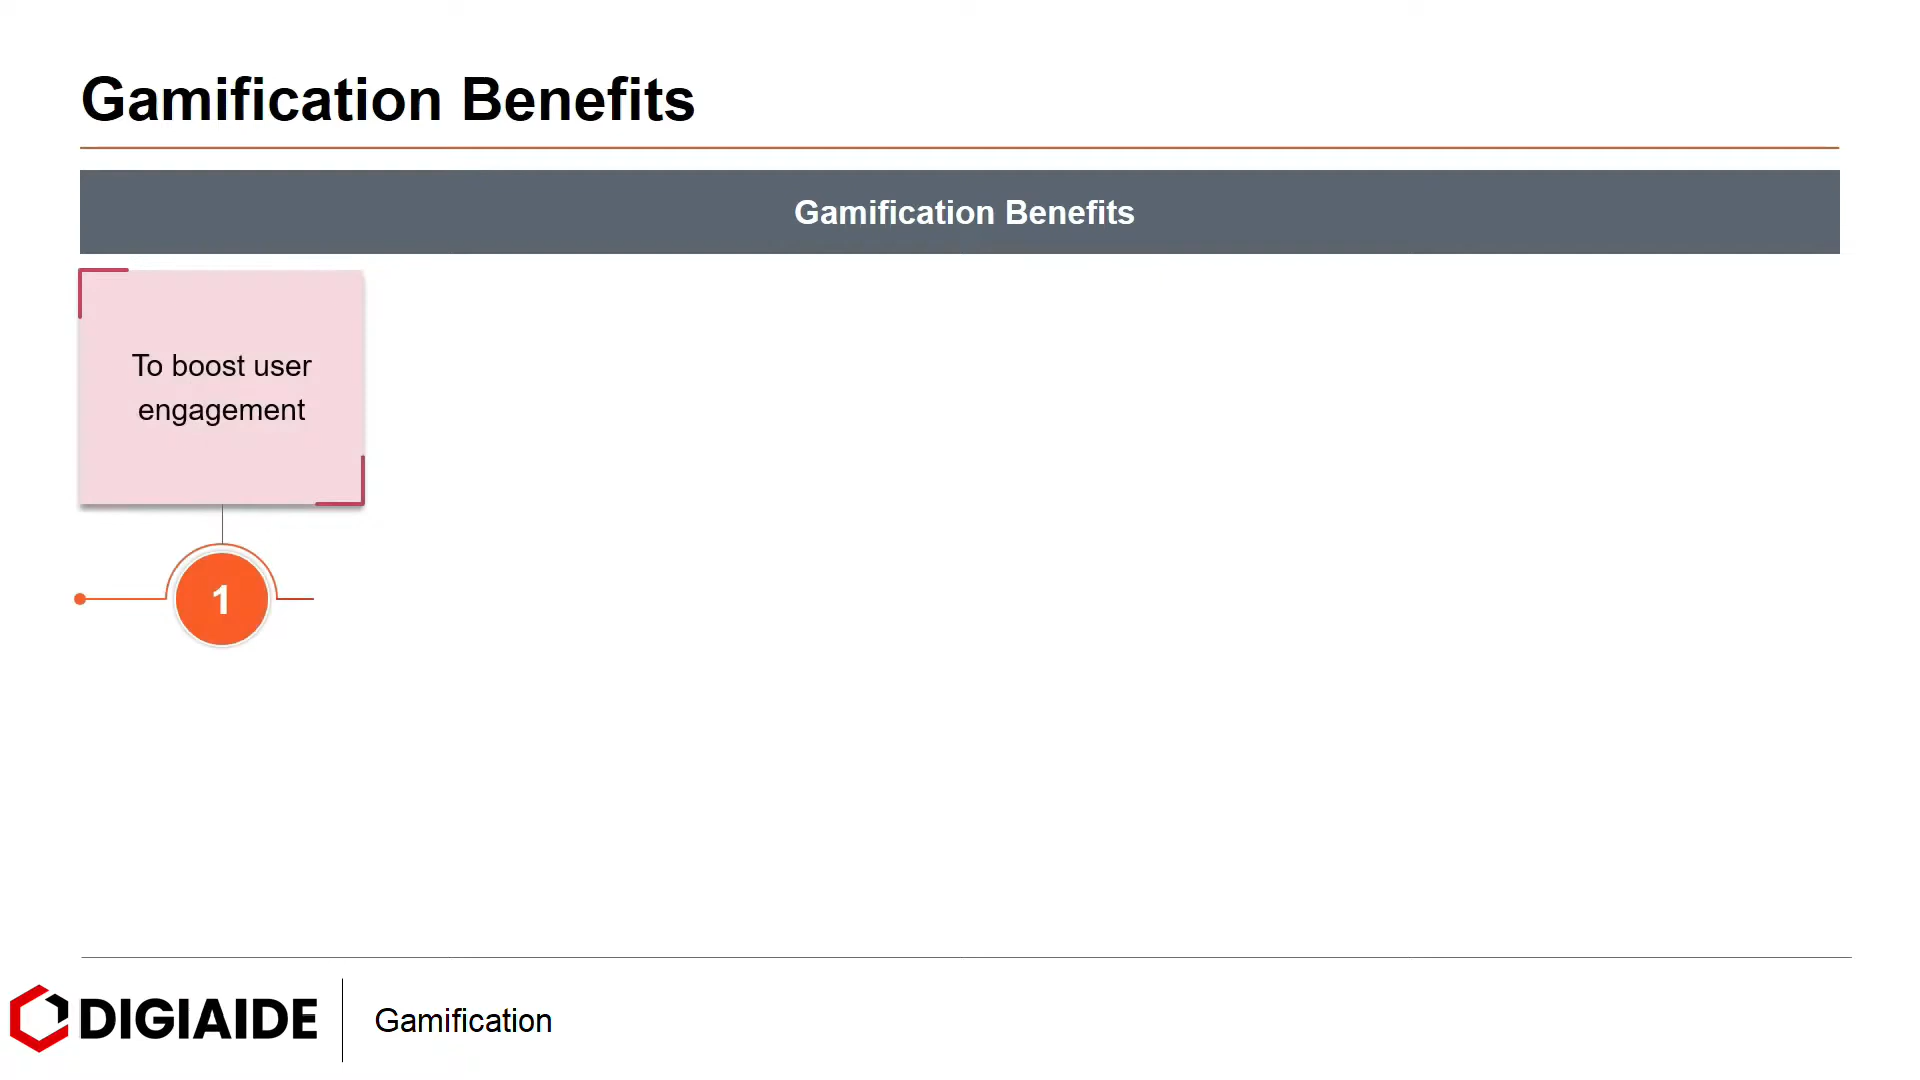 Gamification Benefits
Gamification Benefits
To boost user
engagement
1
DIGIAIDE
Gamification